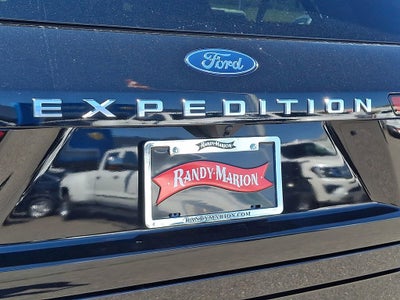 Ford
EXPEDITION
Randy Marion
RANDY MARION
RANDYMARION.COM